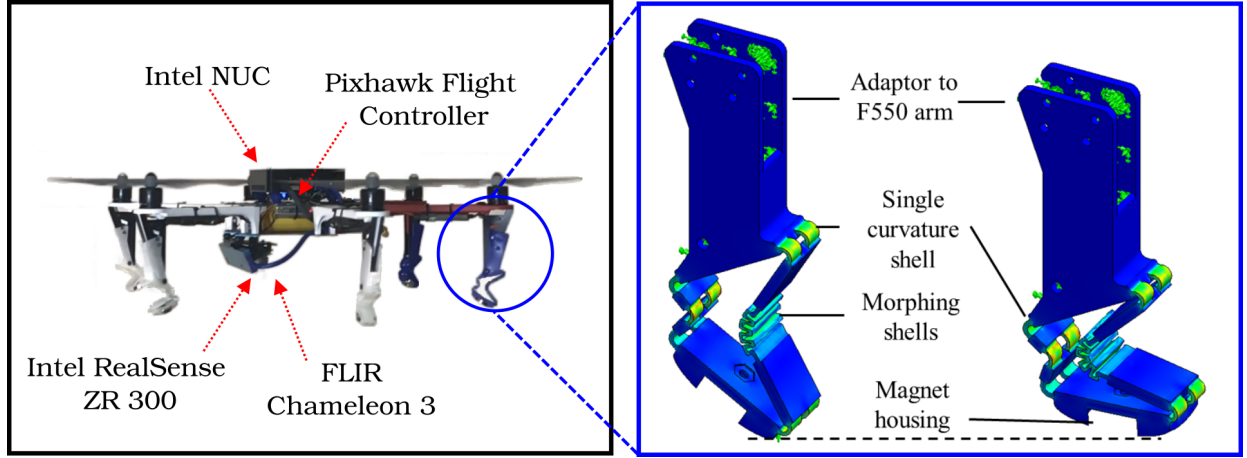 Intel NUC
Pixhawk Flight
Controller
Intel RealSense
ZR 300
FLIR
Chameleon 3
Adaptor to
F550 arm
Single
curvature
shell
Morphing
shells
Magnet
housing